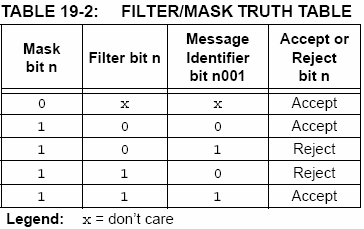 TABLE 19-2: FILTER/MASK TRUTH TABLE
Mask bit n Filter bit n Message Identifier bit n001 Accept or Reject bit n
0 x x Accept
1 0 0 Accept
1 0 1 Reject
1 1 0 Reject
1 1 1 Accept
Legend: x = don't care